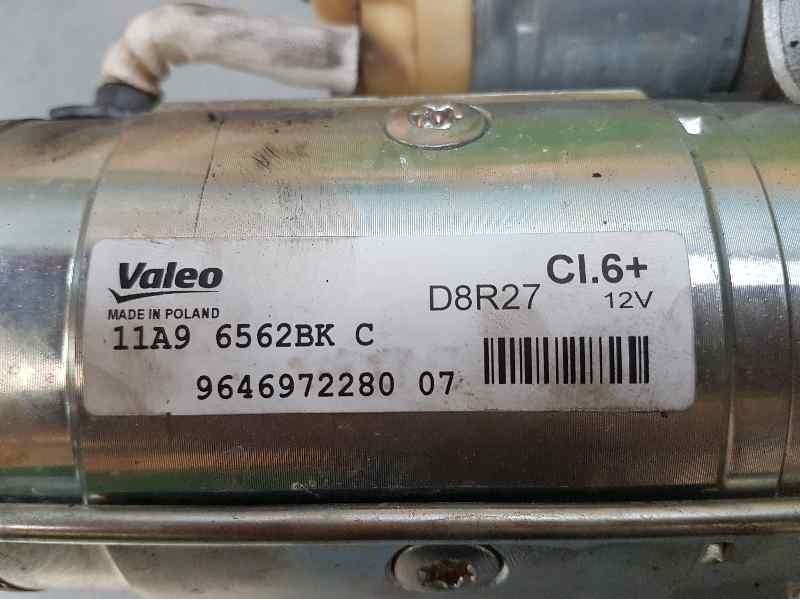 Valeo
MADE IN POLAND
D8R27
Cl.6+
12V
11A9 6562BK C
9646972280 07